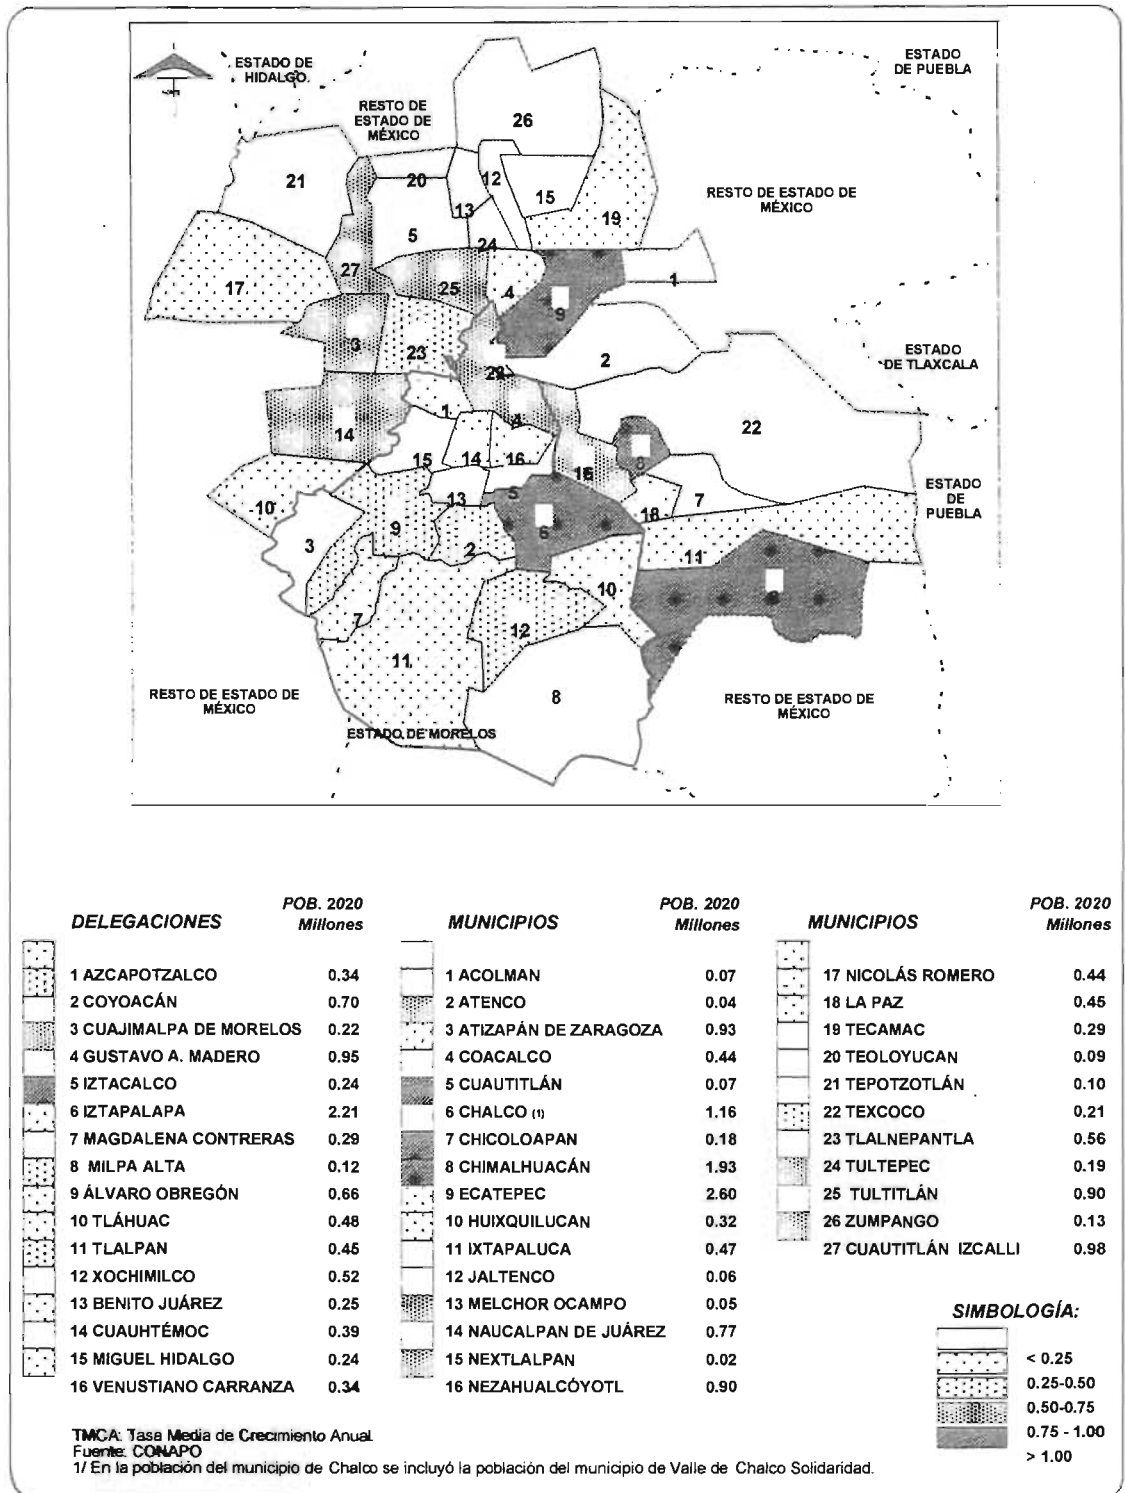 ESTADO DE
HIDALGO
ESTADO
DE PUEBLA
RESTO DE
ESTADO DE
MÉXICO
RESTO DE ESTADO DE
MÉXICO
ESTADO
DE TLAXCALA
ESTADO
DE
PUEBLA
RESTO DE ESTADO DE
MÉXICO
ESTADO DE MORELOS
RESTO DE ESTADO DE
MÉXICO
26
21
20
12
15
13
19
5
24
27
17
25
4
1
9
3
23
2
22
1
4
14
15
14
16
8
22
10
13
5
18
7
9
6
3
2
11
10
7
12
11
8
DELEGACIONES
POB. 2020
Millones
1 AZCAPOTZALCO 0.34
2 COYOACÁN 0.70
3 CUAJIMALPA DE MORELOS 0.22
4 GUSTAVO A. MADERO 0.95
5 IZTACALCO 0.24
6 IZTAPALAPA 2.21
7 MAGDALENA CONTRERAS 0.29
8 MILPA ALTA 0.12
9 ÁLVARO OBREGÓN 0.66
10 TLÁHUAC 0.48
11 TLALPAN 0.45
12 XOCHIMILCO 0.52
13 BENITO JUÁREZ 0.25
14 CUAUHTÉMOC 0.39
15 MIGUEL HIDALGO 0.24
16 VENUSTIANO CARRANZA 0.34
MUNICIPIOS
POB. 2020
Millones
1 ACOLMAN 0.07
2 ATENCO 0.04
3 ATIZAPÁN DE ZARAGOZA 0.93
4 COACALCO 0.44
5 CUAUTITLÁN 0.07
6 CHALCO (1) 1.16
7 CHICOLOAPAN 0.18
8 CHIMALHUACÁN 1.93
9 ECATEPEC 2.60
10 HUIXQUILUCAN 0.32
11 IXTAPALUCA 0.47
12 JALTENCO 0.06
13 MELCHOR OCAMPO 0.05
14 NAUCALPAN DE JUÁREZ 0.77
15 NEXTLALPAN 0.02
16 NEZAHUALCÓYOTL 0.90
MUNICIPIOS
POB. 2020
Millones
17 NICOLÁS ROMERO 0.44
18 LA PAZ 0.45
19 TECAMAC 0.29
20 TEOLOYUCAN 0.09
21 TEPOTZOTLÁN 0.10
22 TEXCOCO 0.21
23 TLALNEPANTLA 0.56
24 TULTEPEC 0.19
25 TULTITLÁN 0.90
26 ZUMPANGO 0.13
27 CUAUTITLÁN IZCALLI 0.98
SIMBOLOGÍA:
< 0.25
0.25-0.50
0.50-0.75
0.75 - 1.00
> 1.00
TMCA: Tasa Media de Crecimiento Anual.
Fuente: CONAPO
1/ En la población del municipio de Chalco se incluyó la población del municipio de Valle de Chalco Solidaridad.